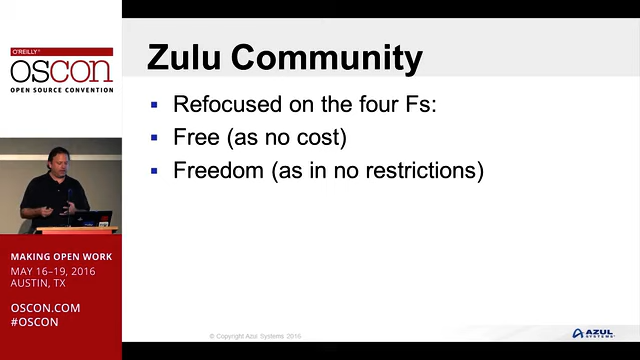 O'REILLY®
OSCON
OPEN SOURCE CONVENTION
MAKING OPEN WORK
MAY 16–19, 2016
AUSTIN, TX
OSCON.COM
#OSCON
Zulu Community
Refocused on the four Fs:
Free (as no cost)
Freedom (as in no restrictions)
© Copyright Azul Systems 2016
AZUL
SYSTEMS